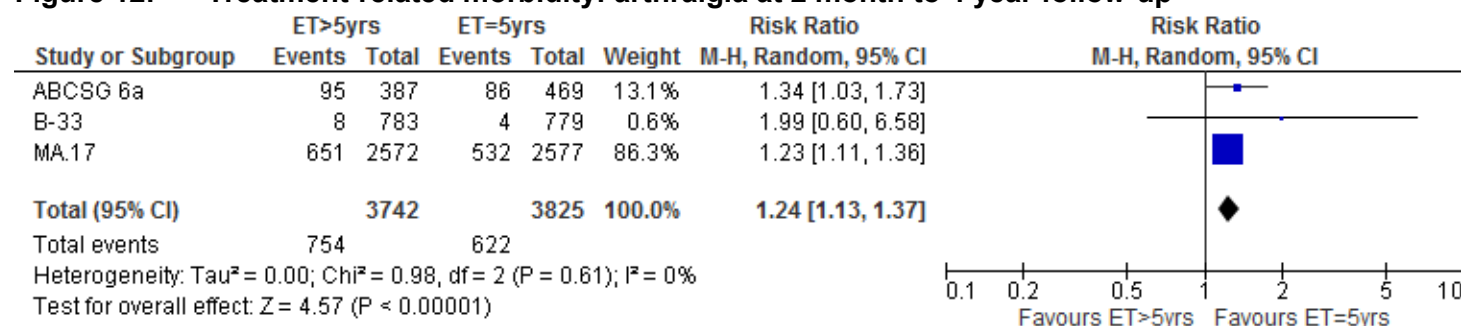 Figure 127: Treatment related morbidity: arthralgia at 2 month to 4 year follow-up
ET>5yrs ET=5yrs Risk Ratio Risk Ratio
Study or Subgroup Events Total Events Total Weight M-H, Random, 95% CI M-H, Random, 95% CI
ABCSG 6a 95 387 86 469 13.1% 1.34 [1.03, 1.73]
B-33 8 783 4 779 0.6% 1.99 [0.60, 6.58]
MA.17 651 2572 532 2577 86.3% 1.23 [1.11, 1.36]
Total (95% CI) 3742 3825 100.0% 1.24 [1.13, 1.37]
Total events 754 622
Heterogeneity: Tau² = 0.00; Chi² = 0.98, df = 2 (P = 0.61); I² = 0%
Test for overall effect: Z = 4.57 (P < 0.00001)
0.1 0.2 0.5 1 2 5 10
Favours ET>5yrs Favours ET=5yrs